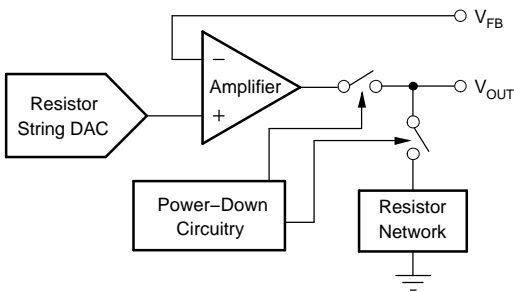 V_FB
−
Amplifier
+
Resistor
String DAC
V_OUT
Power−Down
Circuitry
Resistor
Network